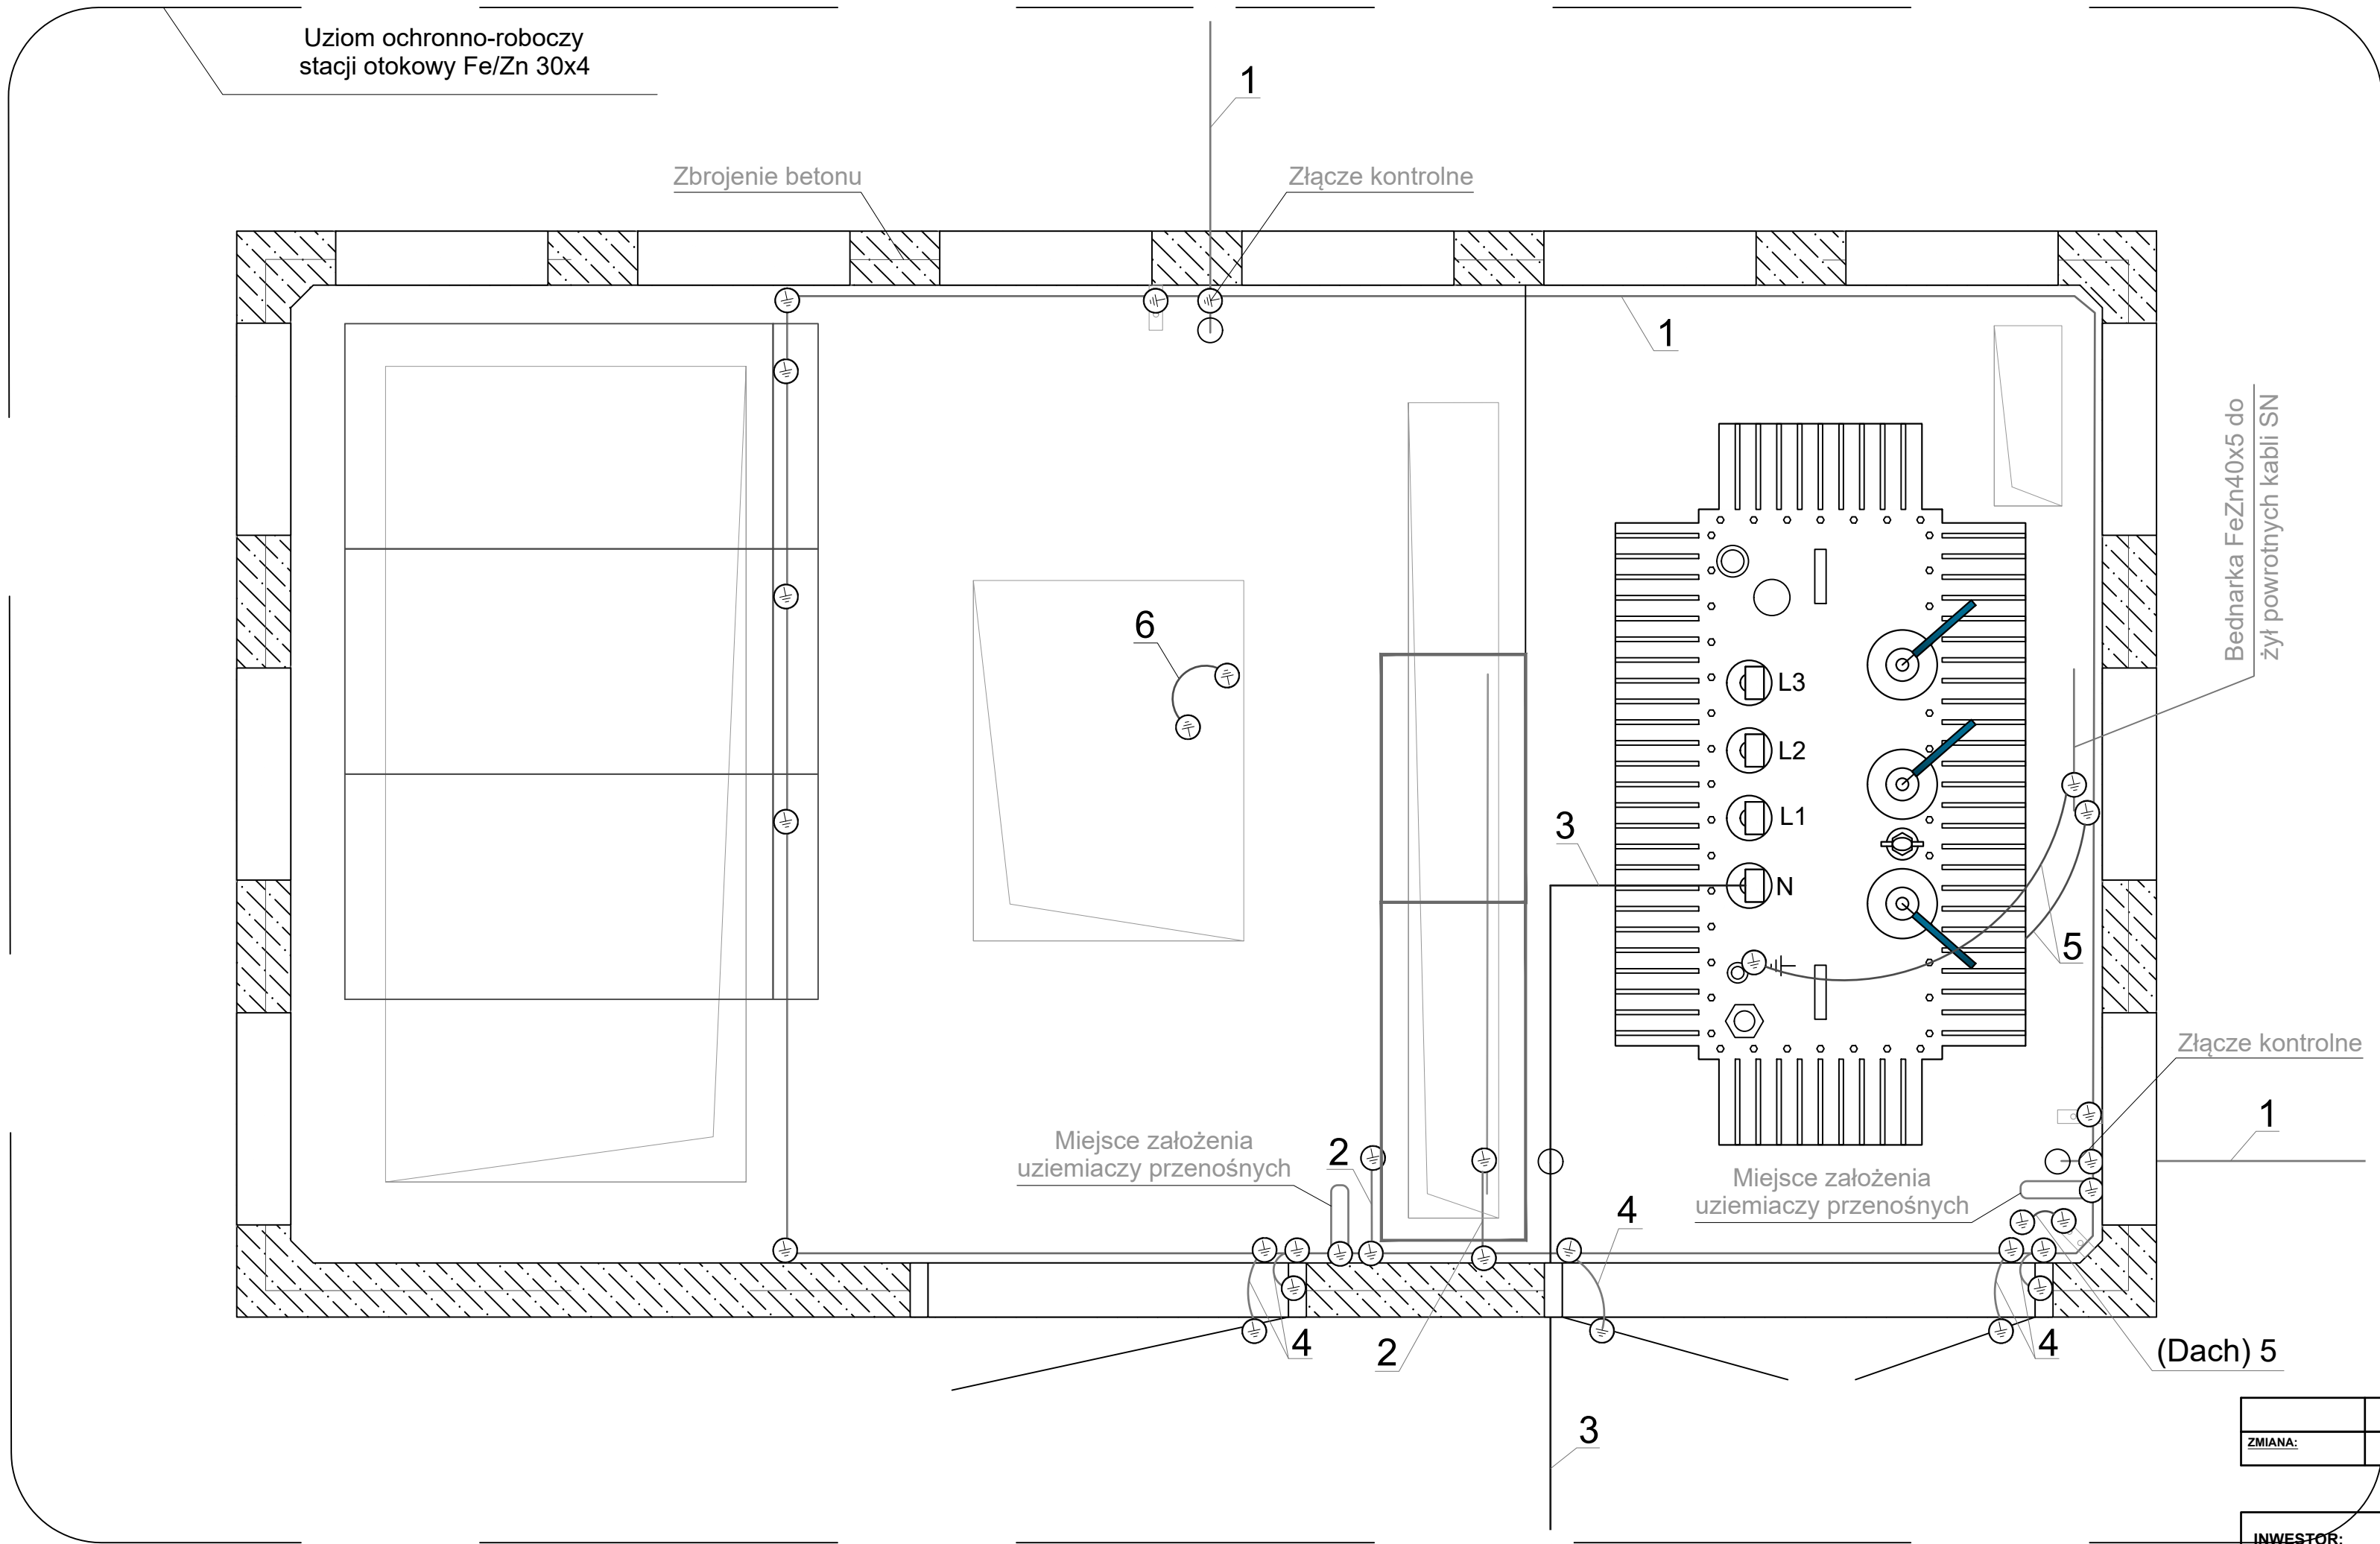 Uziom ochronno-roboczy
stacji otokowy Fe/Zn 30x4
1
Zbrojenie betonu
Złącze kontrolne
1
Bednarka FeZn40x5 do
żył powrotnych kabli SN
6
L3
L2
L1
3
N
5
Złącze kontrolne
1
Miejsce założenia
uziemiaczy przenośnych
2
Miejsce założenia
uziemiaczy przenośnych
4
4
2
4
(Dach) 5
3
ZMIANA:
INWESTOR: